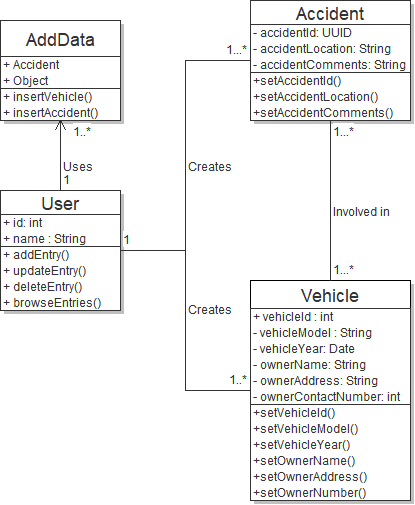 AddData
+ Accident
+ Object
+ insertVehicle()
+ insertAccident()
1..*
Uses
1
User
+ id: int
+ name : String
+ addEntry()
+ updateEntry()
+ deleteEntry()
+ browseEntries()
1
Creates
1...*
Creates
1..*
Accident
- accidentId: UUID
- accidentLocation: String
- accidentComments: String
+setAccidentId()
+setAccidentLocation()
+setAccidentComments()
1...*
Involved in
1...*
Vehicle
+ vehicleId : int
- vehicleModel : String
- vehicleYear: Date
- ownerName: String
- ownerAddress: String
- ownerContactNumber: int
+setVehicleId()
+setVehicleModel()
+setVehicleYear()
+setOwnerName()
+setOwnerAddress()
+setOwnerNumber()